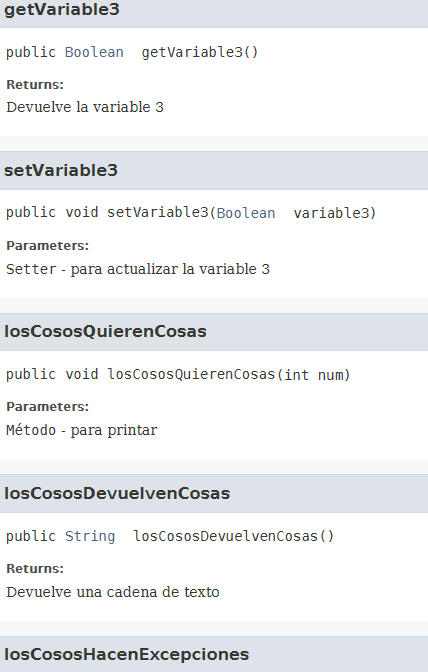 getVariable3
public Boolean getVariable3()
Returns:
Devuelve la variable 3
setVariable3
public void setVariable3(Boolean variable3)
Parameters:
Setter - para actualizar la variable 3
losCososQuierenCosas
public void losCososQuierenCosas(int num)
Parameters:
Método - para printar
losCososDevuelvenCosas
public String losCososDevuelvenCosas()
Returns:
Devuelve una cadena de texto
losCososHacenExcepciones